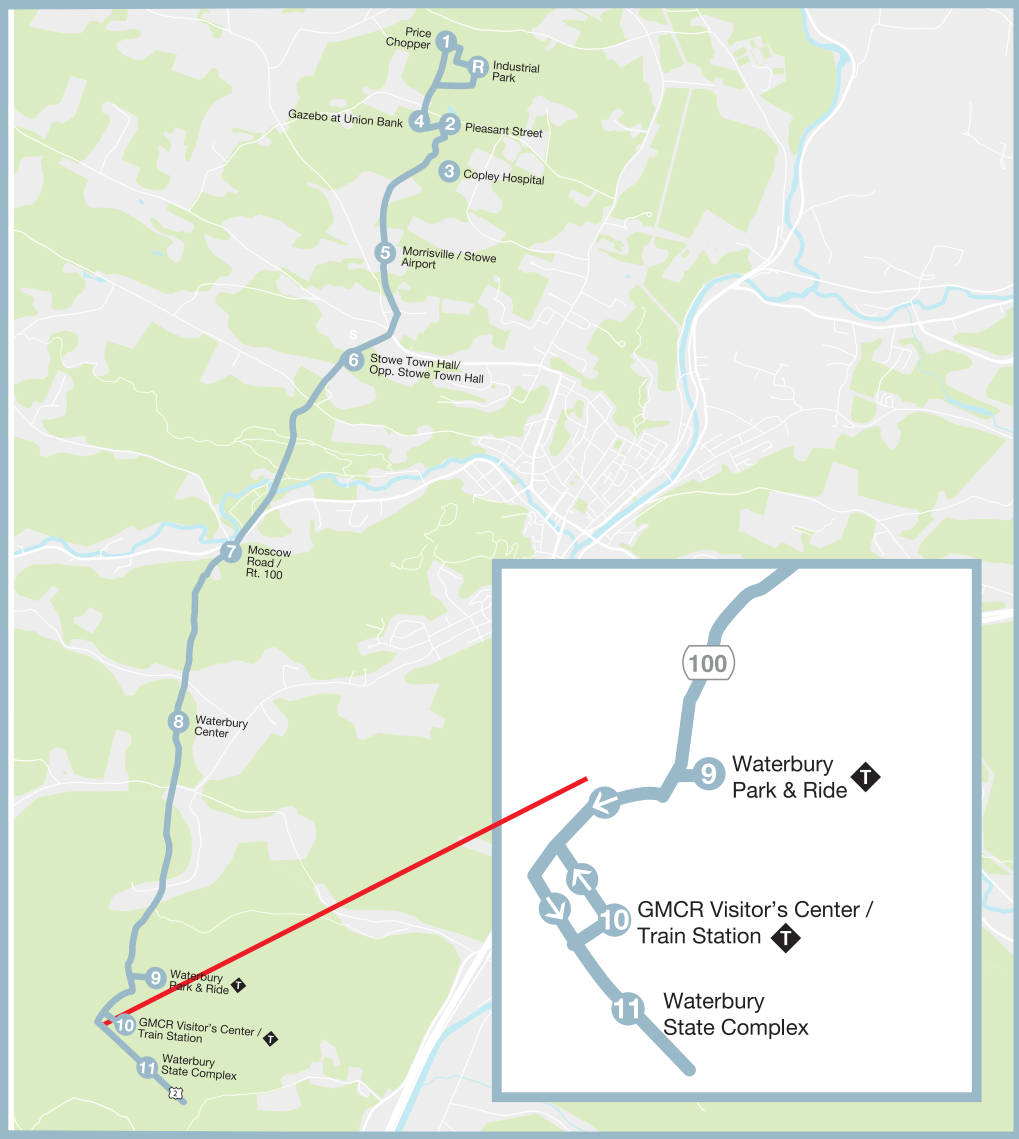 Price
Chopper
1
R
Industrial
Park
Gazebo at Union Bank
4
2
Pleasant Street
3
Copley Hospital
5
Morrisville / Stowe
Airport
S
6
Stowe Town Hall/
Opp. Stowe Town Hall
7
Moscow
Road /
Rt. 100
8
Waterbury
Center
9
Waterbury
Park & Ride
T
10
GMCR Visitor's Center /
Train Station
T
11
Waterbury
State Complex
2
100
9
Waterbury
Park & Ride
T
10
GMCR Visitor's Center /
Train Station
T
11
Waterbury
State Complex